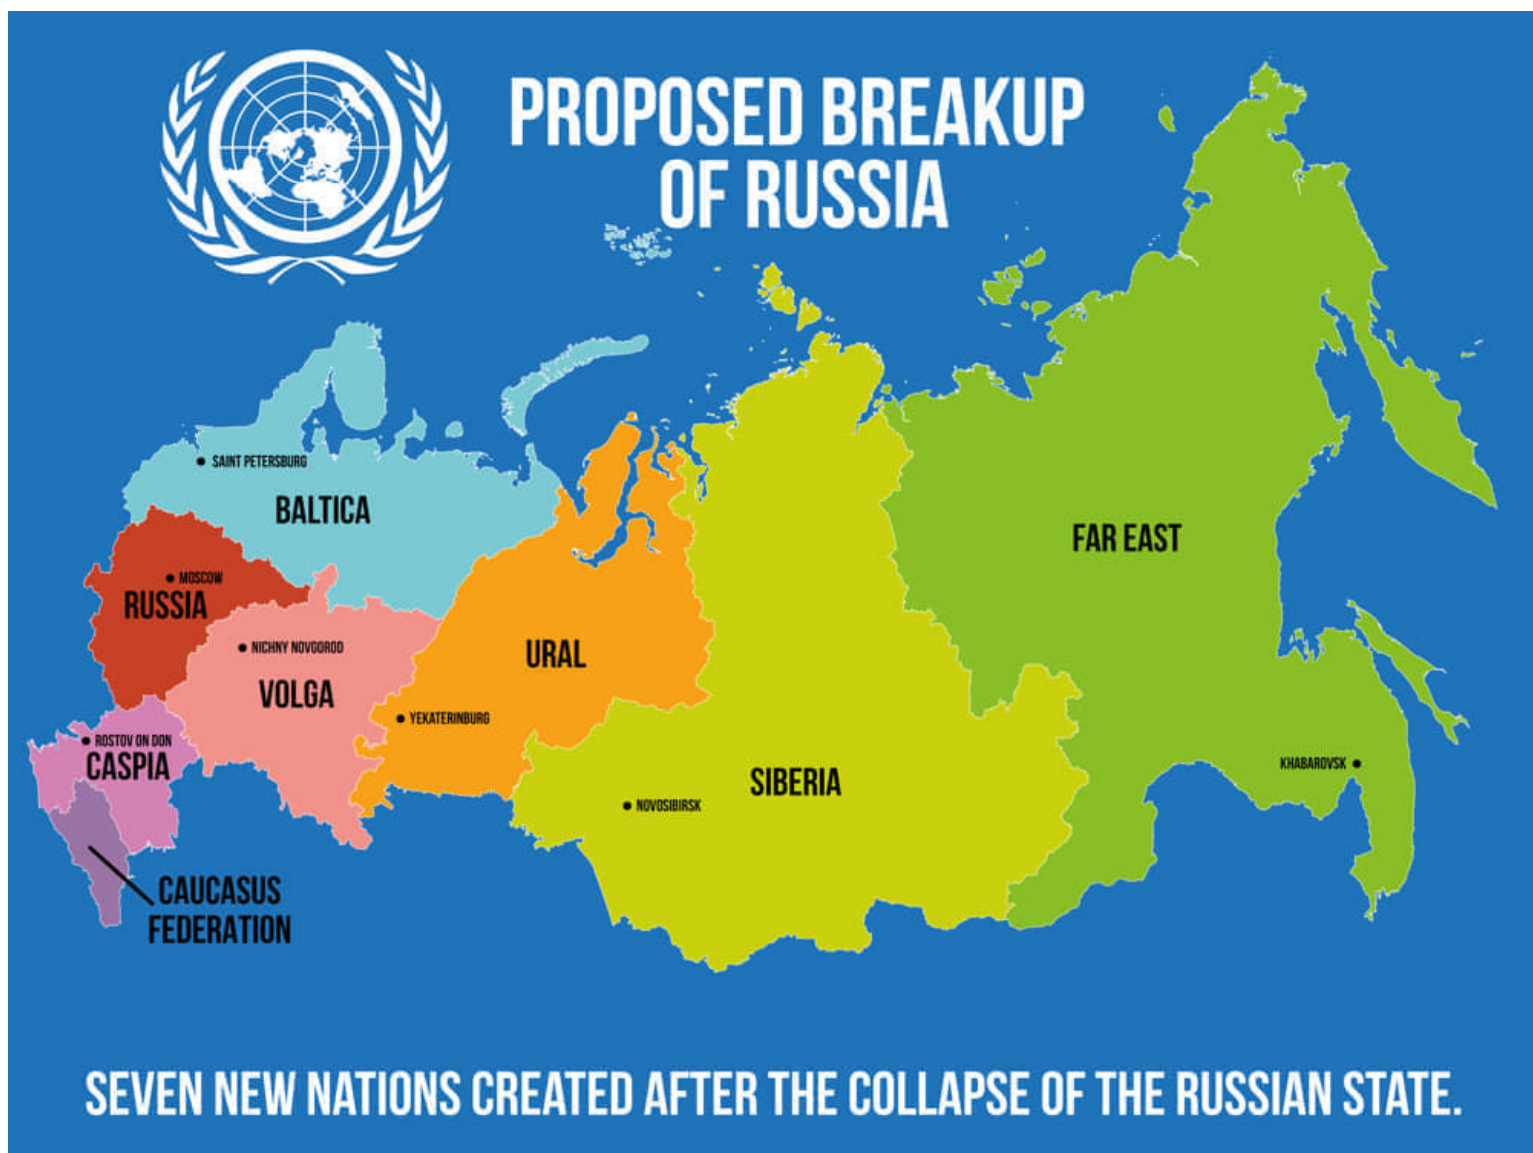 PROPOSED BREAKUP
OF RUSSIA
SAINT PETERSBURG
BALTICA
MOSCOW
RUSSIA
NICHNY NOVGOROD
VOLGA
URAL
YEKATERINBURG
ROSTOV ON DON
CASPIA
CAUCASUS
FEDERATION
SIBERIA
NOVOSIBIRSK
FAR EAST
KHABAROVSK
SEVEN NEW NATIONS CREATED AFTER THE COLLAPSE OF THE RUSSIAN STATE.